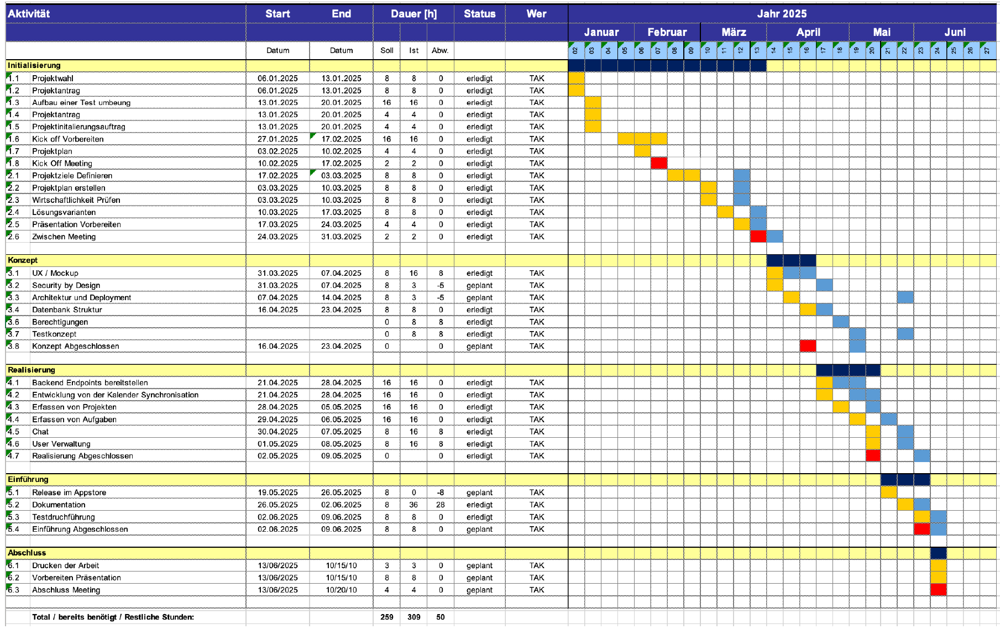 Aktivität Start End Dauer [h] Status Wer Jahr 2025
Januar Februar März April Mai Juni
Datum Datum Soll Ist Abw. 02 03 04 05 06 07 08 09 10 11 12 13 14 15 16 17 18 19 20 21 22 23 24 25 26 27
Initialisierung
1.1 Projektwahl 06.01.2025 13.01.2025 8 8 0 erledigt TAK
1.2 Projektantrag 06.01.2025 13.01.2025 8 8 0 erledigt TAK
1.3 Aufbau einer Test umbeung 13.01.2025 20.01.2025 16 16 0 erledigt TAK
1.4 Projektantrag 13.01.2025 20.01.2025 4 4 0 erledigt TAK
1.5 Projektinitalierungsauftrag 13.01.2025 20.01.2025 4 4 0 erledigt TAK
1.6 Kick off Vorbereiten 27.01.2025 17.02.2025 16 16 0 erledigt TAK
1.7 Projektplan 03.02.2025 10.02.2025 4 4 0 erledigt TAK
1.8 Kick Off Meeting 10.02.2025 17.02.2025 2 2 0 erledigt TAK
2.1 Projektziele Definieren 17.02.2025 03.03.2025 8 8 0 erledigt TAK
2.2 Projektplan erstellen 03.03.2025 10.03.2025 8 8 0 erledigt TAK
2.3 Wirtschaftlichkeit Prüfen 03.03.2025 10.03.2025 8 8 0 erledigt TAK
2.4 Lösungsvarianten 10.03.2025 17.03.2025 8 8 0 erledigt TAK
2.5 Präsentation Vorbereiten 17.03.2025 24.03.2025 4 4 0 erledigt TAK
2.6 Zwischen Meeting 24.03.2025 31.03.2025 2 2 0 erledigt TAK
Konzept
3.1 UX / Mockup 31.03.2025 07.04.2025 8 16 8 erledigt TAK
3.2 Security by Design 31.03.2025 07.04.2025 8 3 -5 geplant TAK
3.3 Architektur und Deployment 07.04.2025 14.04.2025 8 3 -5 geplant TAK
3.4 Datenbank Struktur 16.04.2025 23.04.2025 8 8 0 erledigt TAK
3.6 Berechtigungen 0 8 8 erledigt TAK
3.7 Testkonzept 0 8 8 erledigt TAK
3.8 Konzept Abgeschlossen 16.04.2025 23.04.2025 0 0 geplant TAK
Realisierung
4.1 Backend Endpoints bereitstellen 21.04.2025 28.04.2025 16 16 0 erledigt TAK
4.2 Entwicklung von der Kalender Synchronisation 21.04.2025 28.04.2025 16 16 0 erledigt TAK
4.3 Erfassen von Projekten 28.04.2025 05.05.2025 16 16 0 erledigt TAK
4.4 Erfassen von Aufgaben 29.04.2025 06.05.2025 16 16 0 erledigt TAK
4.5 Chat 30.04.2025 07.05.2025 8 16 8 erledigt TAK
4.6 User Verwaltung 01.05.2025 08.05.2025 8 16 8 erledigt TAK
4.7 Realisierung Abgeschlossen 02.05.2025 09.05.2025 0 0 erledigt TAK
Einführung
5.1 Release im Appstore 19.05.2025 26.05.2025 8 0 -8 geplant TAK
5.2 Dokumentation 26.05.2025 02.06.2025 8 36 28 erledigt TAK
5.3 Testdruchführung 02.06.2025 09.06.2025 8 8 0 erledigt TAK
5.4 Einführung Abgeschlossen 02.06.2025 09.06.2025 8 8 0 geplant TAK
Abschluss
6.1 Drucken der Arbeit 13/06/2025 10/15/10 3 3 0 geplant TAK
6.2 Vorbereiten Präsentation 13/06/2025 10/15/10 8 8 0 geplant TAK
6.3 Abschluss Meeting 13/06/2025 10/20/10 4 4 0 geplant TAK
Total / bereits benötigt / Restliche Stunden: 259 309 50